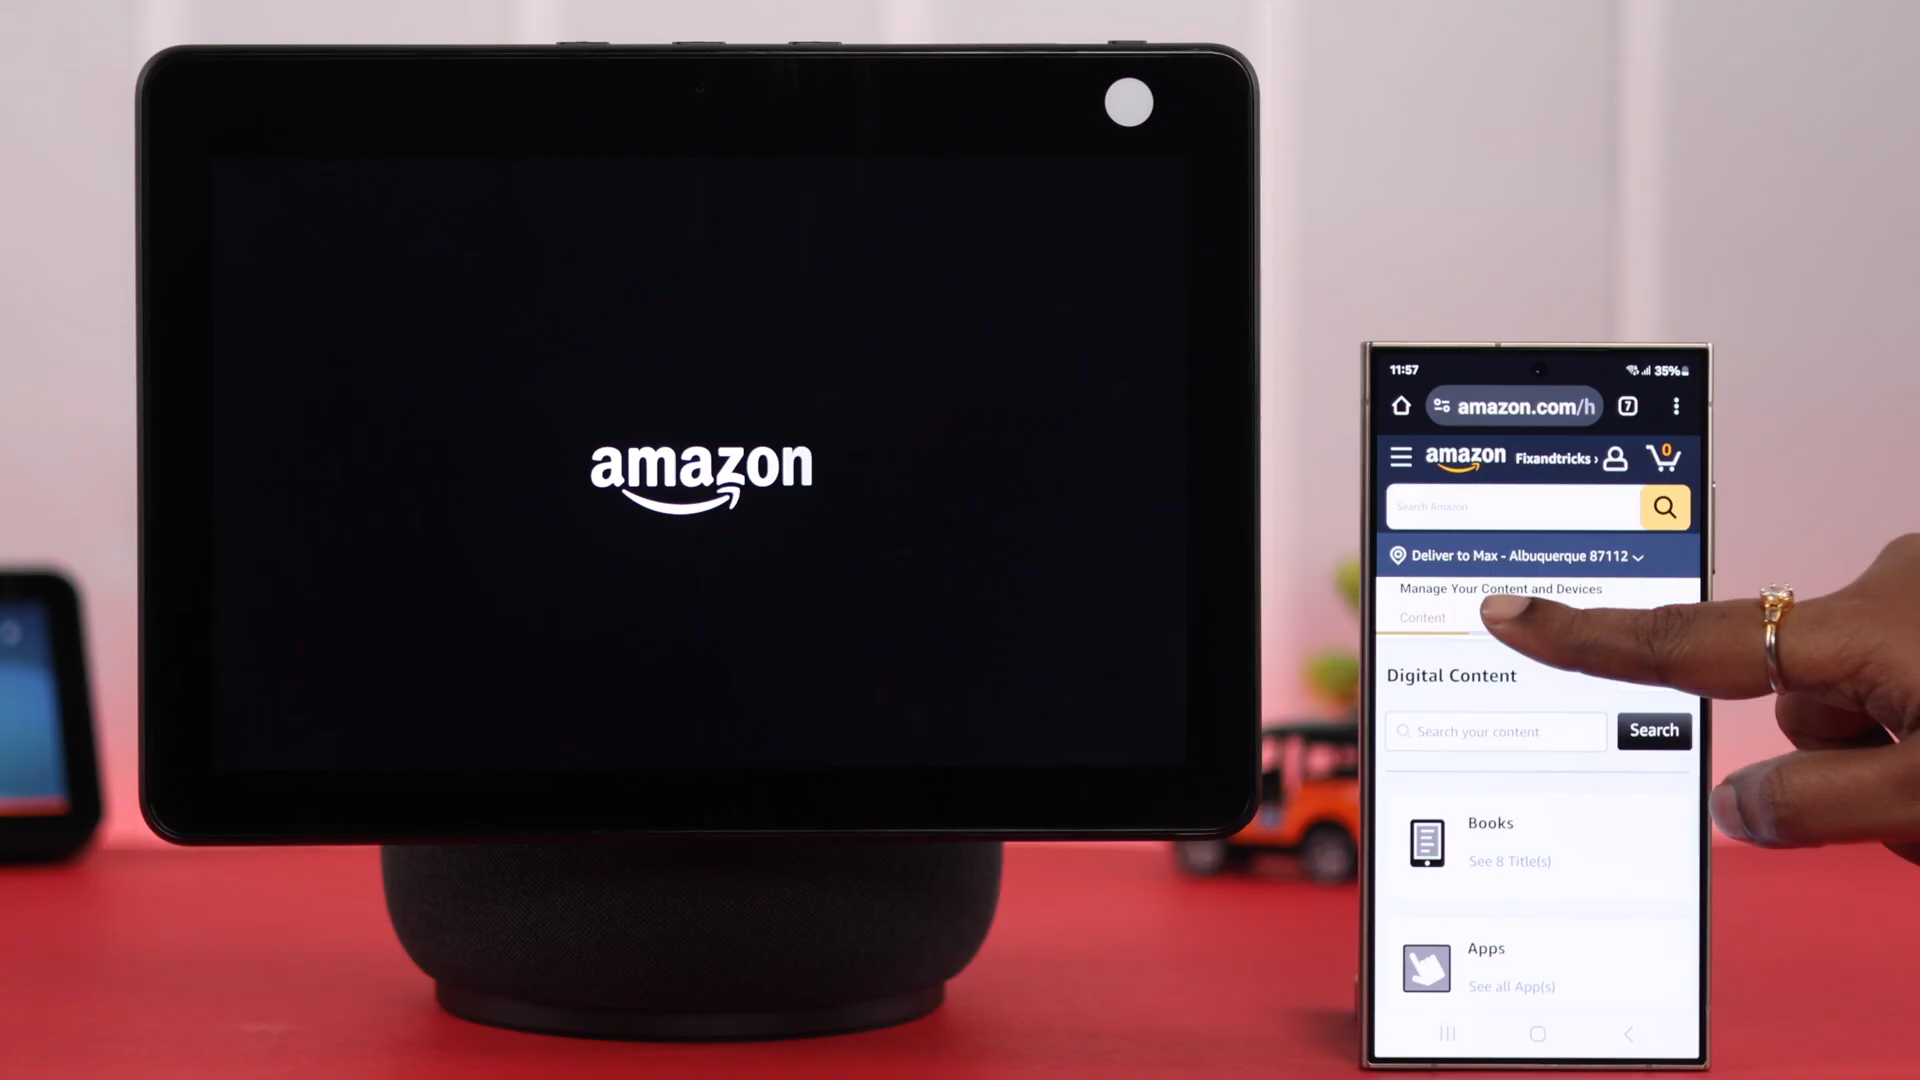 amazon
11:57
35%
amazon.com/h
7
amazon
Fixandtricks ›
0
Search Amazon
Deliver to Max - Albuquerque 87112
Manage Your Content and Devices
Content
Digital Content
Search your content
Search
Books
See 8 Title(s)
Apps
See all App(s)